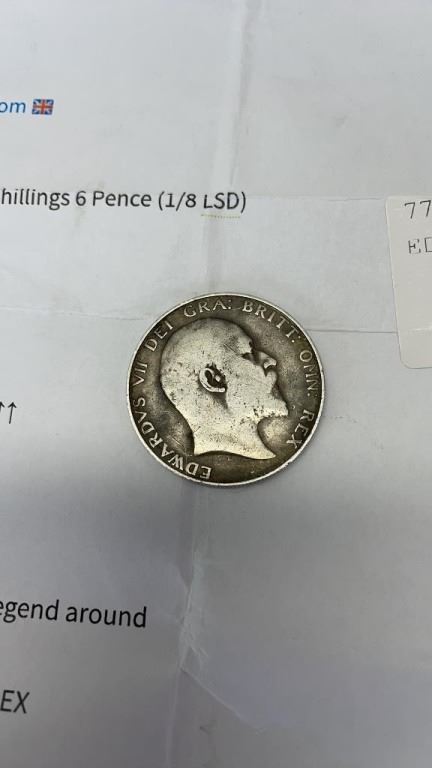 om
hillings 6 Pence (1/8 LSD)
77
ED
EDWARDVS VII DEI GRA: BRITT: OMN: REX
↑↑
egend around
EX